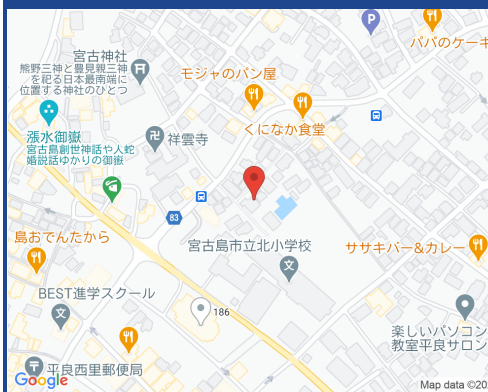 パパのケーキ
P
宮古神社
熊野三神と豊見親三神
を祀る日本最南端に
位置する神社のひとつ
モジャのパン屋
漲水御嶽
宮古島創世神話や人蛇
婚説話ゆかりの御嶽
祥雲寺
くになか食堂
83
島おでんたから
宮古島市立北小学校
文
ササキバー&カレー
BEST進学スクール
文
186
楽しいパソコン
教室平良サロン
平良西里郵便局
Google
Map data ©20